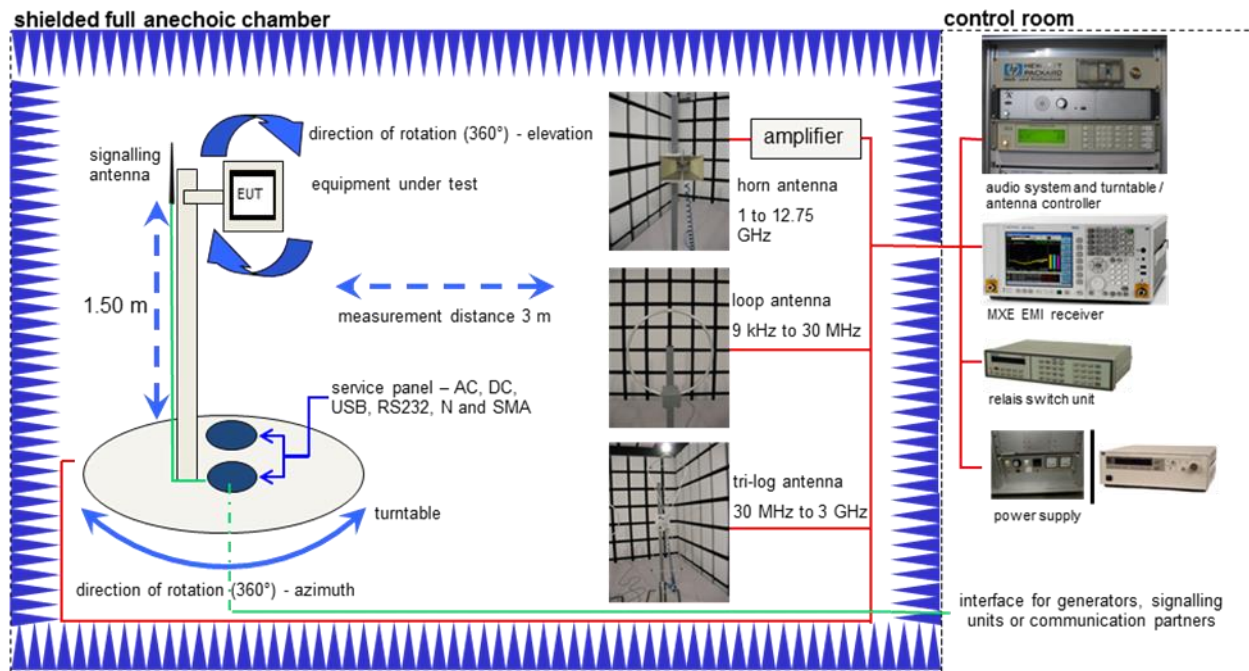 shielded full anechoic chamber
control room
direction of rotation (360°) - elevation
signalling
antenna
EUT
equipment under test
1.50 m
measurement distance 3 m
service panel – AC, DC,
USB, RS232, N and SMA
turntable
direction of rotation (360°) - azimuth
amplifier
horn antenna
1 to 12.75
GHz
loop antenna
9 kHz to 30 MHz
tri-log antenna
30 MHz to 3 GHz
HEWLETT
PACKARD
audio system and turntable /
antenna controller
MXE EMI receiver
relais switch unit
power supply
interface for generators, signalling
units or communication partners